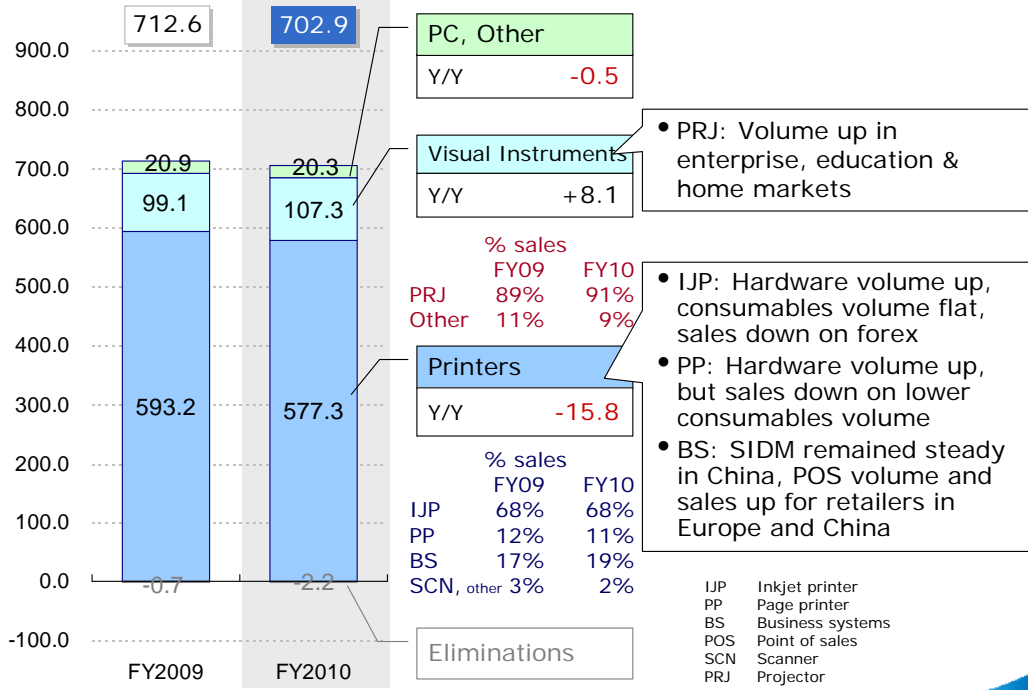 712.6
702.9
900.0
800.0
700.0
600.0
500.0
400.0
300.0
200.0
100.0
0.0
-100.0
20.9
99.1
593.2
-0.7
20.3
107.3
577.3
-2.2
FY2009
FY2010
PC, Other
Y/Y -0.5
Visual Instruments
Y/Y +8.1
• PRJ: Volume up in
enterprise, education &
home markets
% sales
FY09 FY10
PRJ 89% 91%
Other 11% 9%
Printers
Y/Y -15.8
• IJP: Hardware volume up,
consumables volume flat,
sales down on forex
• PP: Hardware volume up,
but sales down on lower
consumables volume
• BS: SIDM remained steady
in China, POS volume and
sales up for retailers in
Europe and China
% sales
FY09 FY10
IJP 68% 68%
PP 12% 11%
BS 17% 19%
SCN, other 3% 2%
Eliminations
IJP Inkjet printer
PP Page printer
BS Business systems
POS Point of sales
SCN Scanner
PRJ Projector